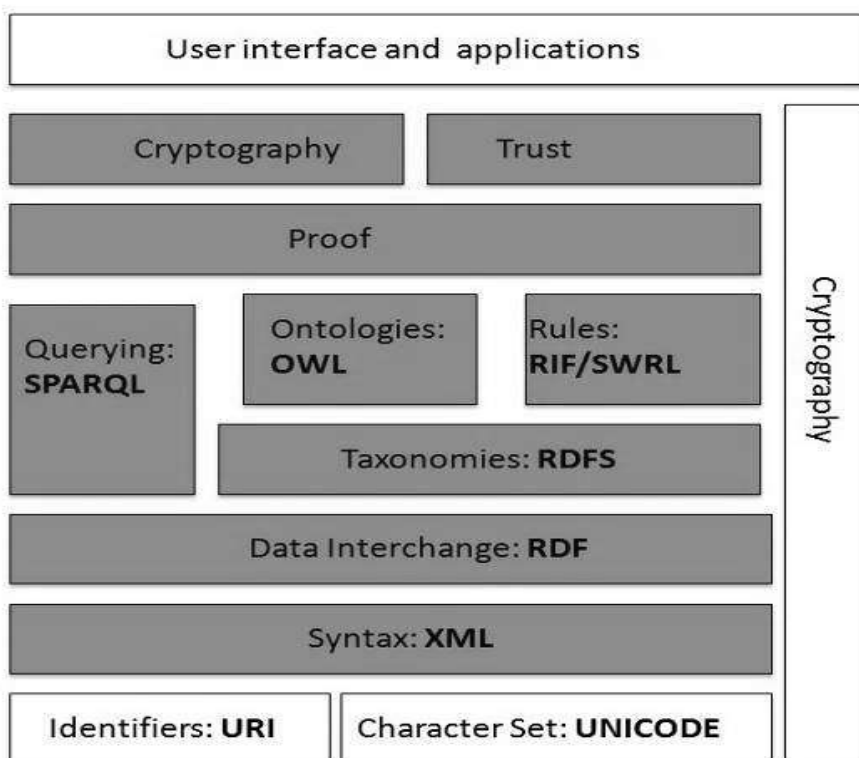 User interface and applications
Cryptography
Trust
Proof
Querying:
SPARQL
Ontologies:
OWL
Rules:
RIF/SWRL
Taxonomies: RDFS
Data Interchange: RDF
Syntax: XML
Identifiers: URI
Character Set: UNICODE
Cryptography